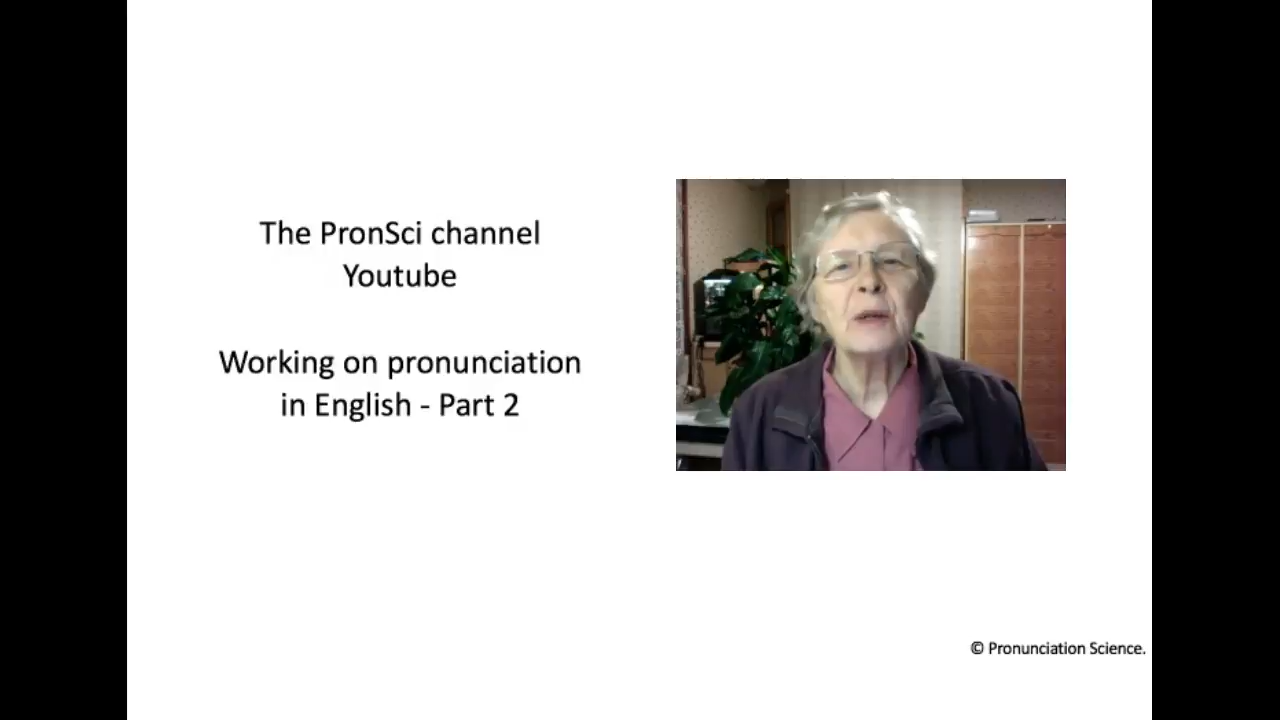 The PronSci channel
Youtube
Working on pronunciation
in English - Part 2
© Pronunciation Science.